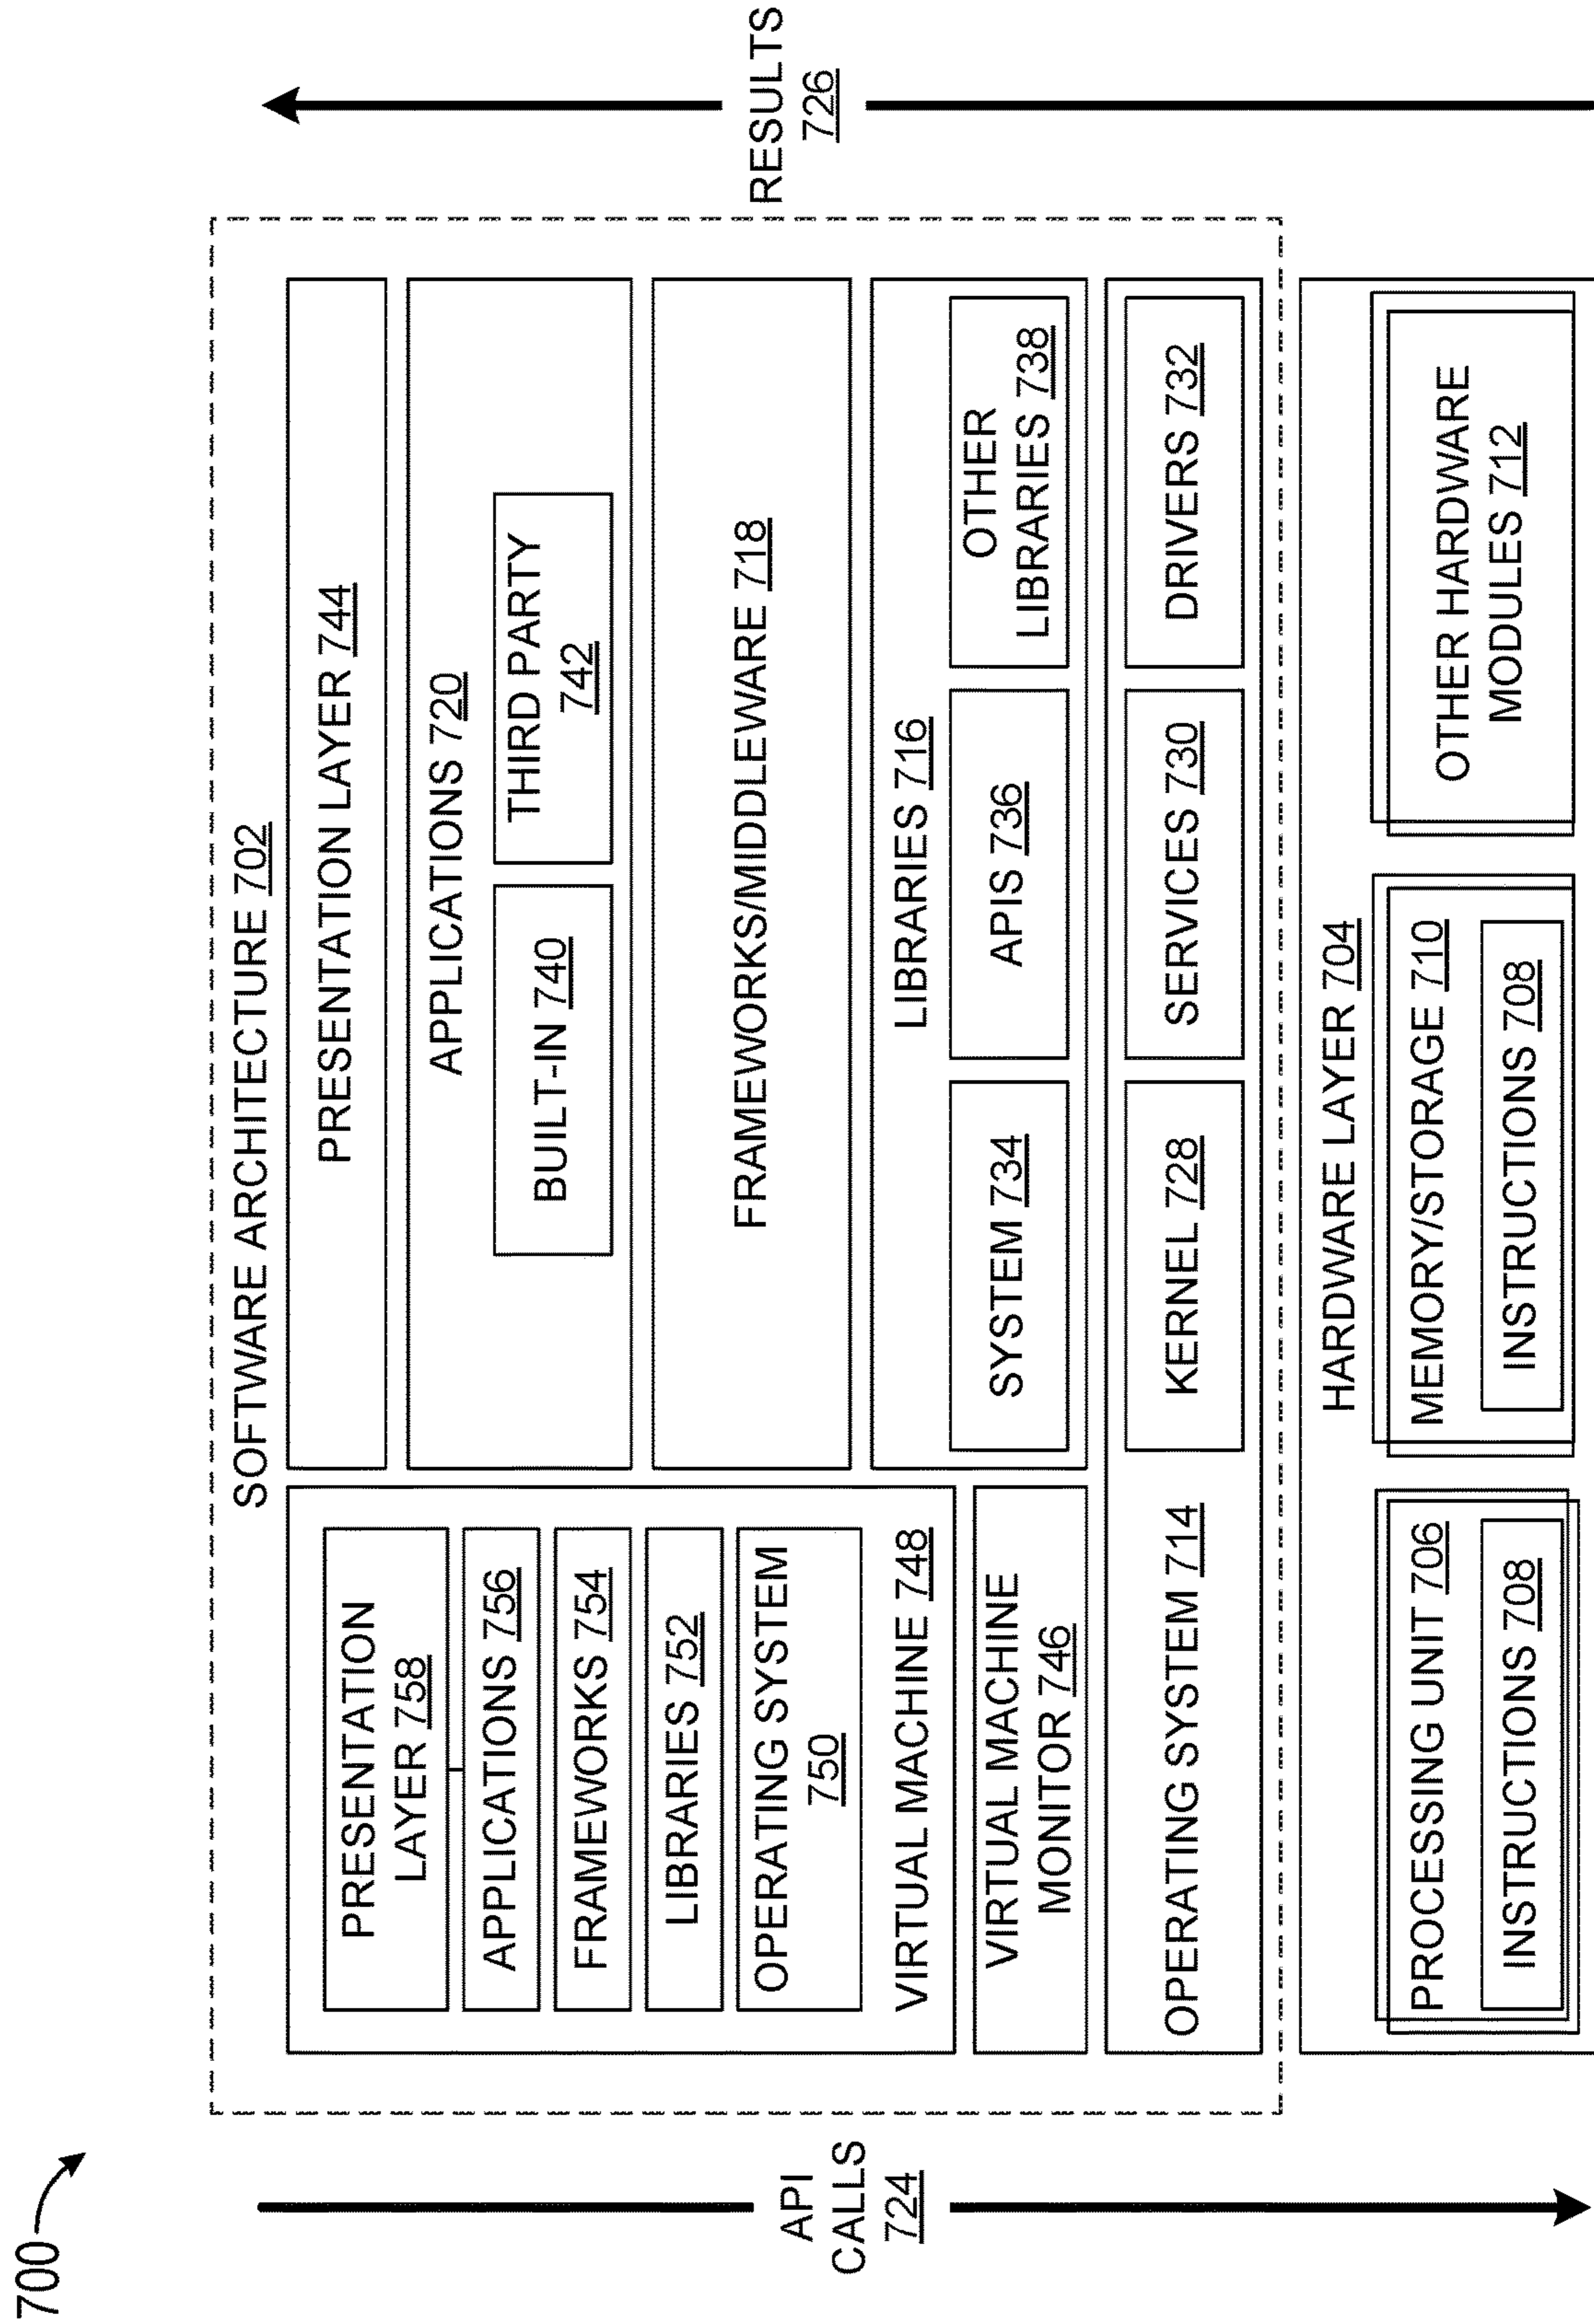 700
SOFTWARE ARCHITECTURE 702
PRESENTATION
LAYER 758
APPLICATIONS 756
FRAMEWORKS 754
LIBRARIES 752
OPERATING SYSTEM
750
VIRTUAL MACHINE 748
VIRTUAL MACHINE
MONITOR 746
PRESENTATION LAYER 744
APPLICATIONS 720
BUILT-IN 740
THIRD PARTY
742
FRAMEWORKS/MIDDLEWARE 718
LIBRARIES 716
SYSTEM 734
APIS 736
OTHER
LIBRARIES 738
OPERATING SYSTEM 714
KERNEL 728
SERVICES 730
DRIVERS 732
HARDWARE LAYER 704
PROCESSING UNIT 706
INSTRUCTIONS 708
MEMORY/STORAGE 710
INSTRUCTIONS 708
OTHER HARDWARE
MODULES 712
API
CALLS
724
RESULTS
726